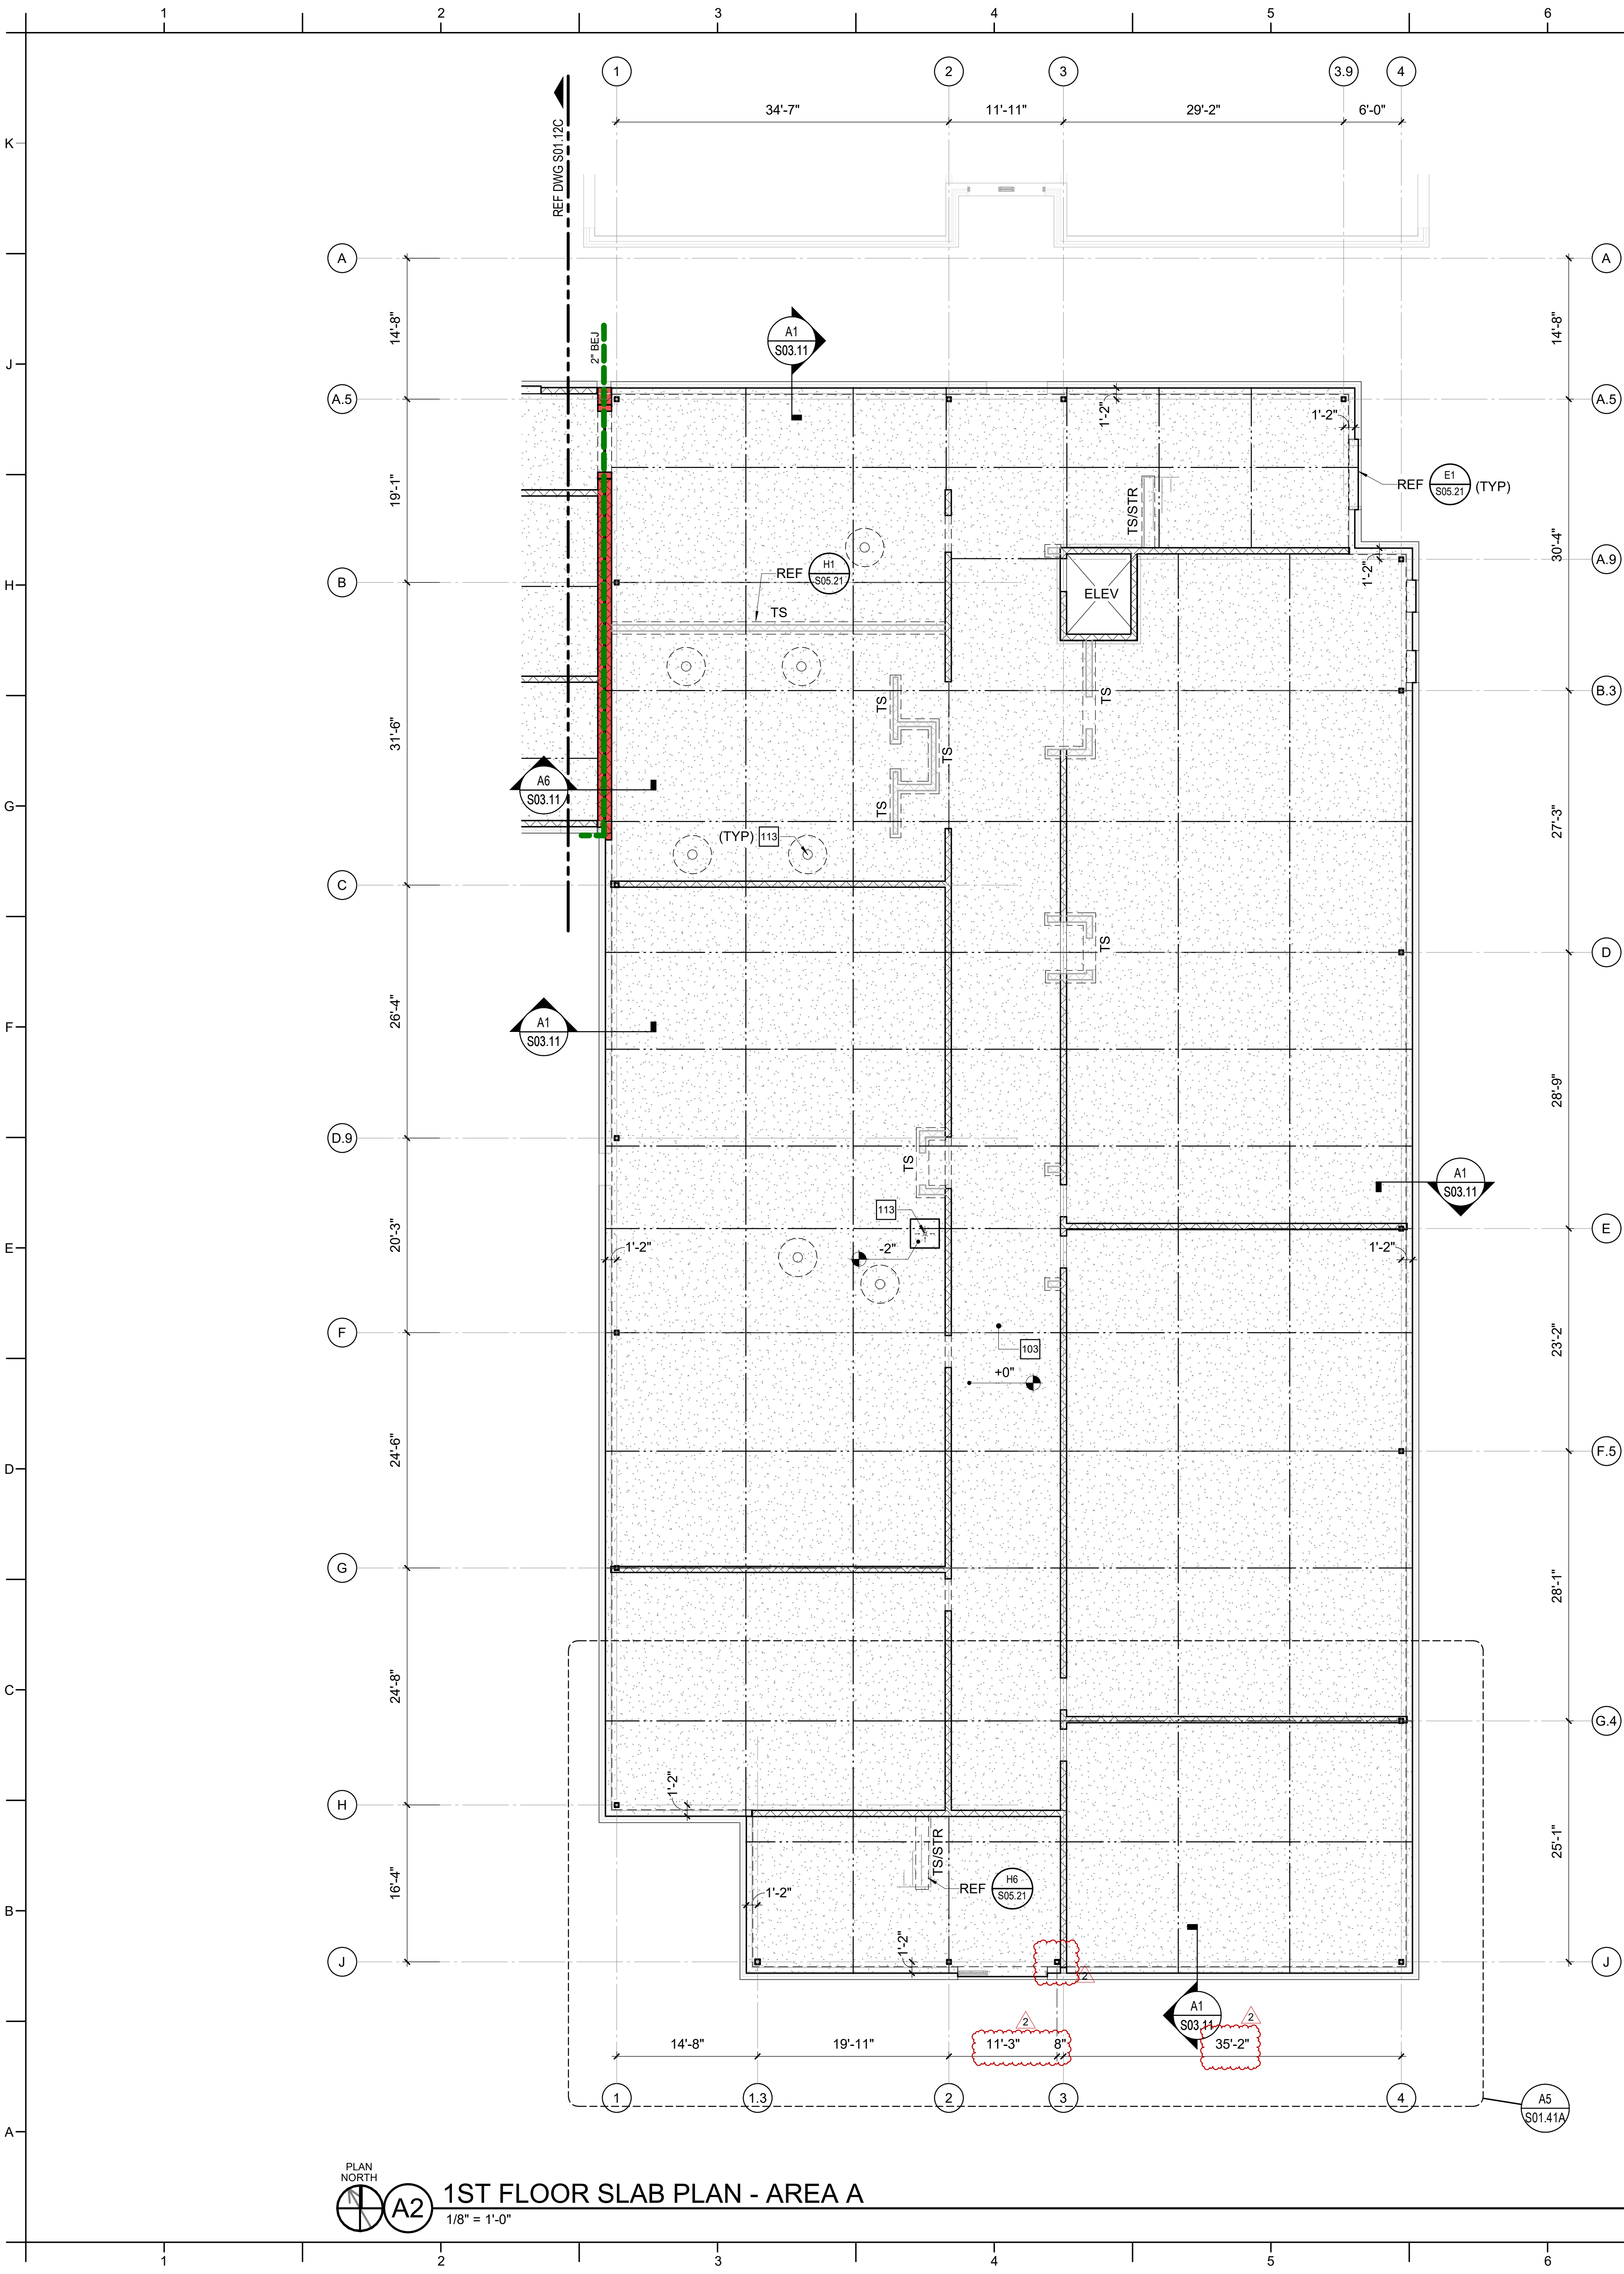 1 2 3 4 5 6
1 2 3 3.9 4
34'-7" 11'-11" 29'-2" 6'-0"
REF DWG S01.12C
K
A A
14'-8" 14'-8"
2" BEJ
A1
S03.11
J
A.5 A.5
1'-2" 1'-2"
19'-1"
REF E1 (TYP)
S05.21
TS/STR
30'-4"
A.9
1'-2"
REF H1
S05.21
H
B
ELEV
TS
B.3
TS TS
31'-6"
TS
A6
S03.11
G
TS
27'-3"
(TYP) 113
C
TS
D
26'-4"
A1
S03.11
F
28'-9"
D.9
TS
A1
S03.11
113
E
20'-3"
1'-2" -2" 1'-2"
E
F
103
23'-2"
+0"
24'-6"
F.5
D
G
28'-1"
24'-8"
C
G.4
1'-2"
H
TS/STR
25'-1"
16'-4"
REF H6
S05.21
1'-2"
B
1'-2"
J J
2
A1
S03.11
2 2
14'-8" 19'-11" 11'-3" 8" 35'-2"
1 1.3 2 3 4
A5
S01.41A
A
PLAN
NORTH
A2 1ST FLOOR SLAB PLAN - AREA A
1/8" = 1'-0"
1 2 3 4 5 6